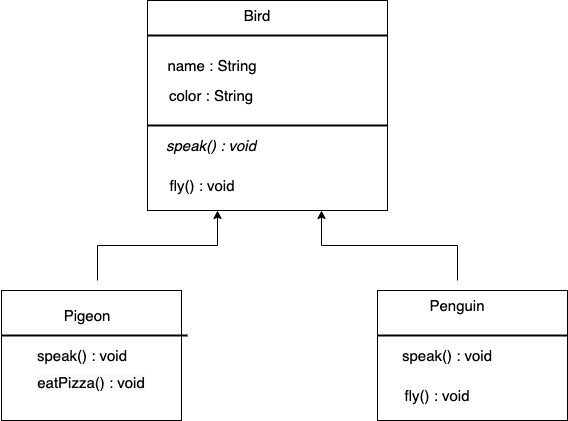 Bird
name : String
color : String
speak() : void
fly() : void
Pigeon
speak() : void
eatPizza() : void
Penguin
speak() : void
fly() : void